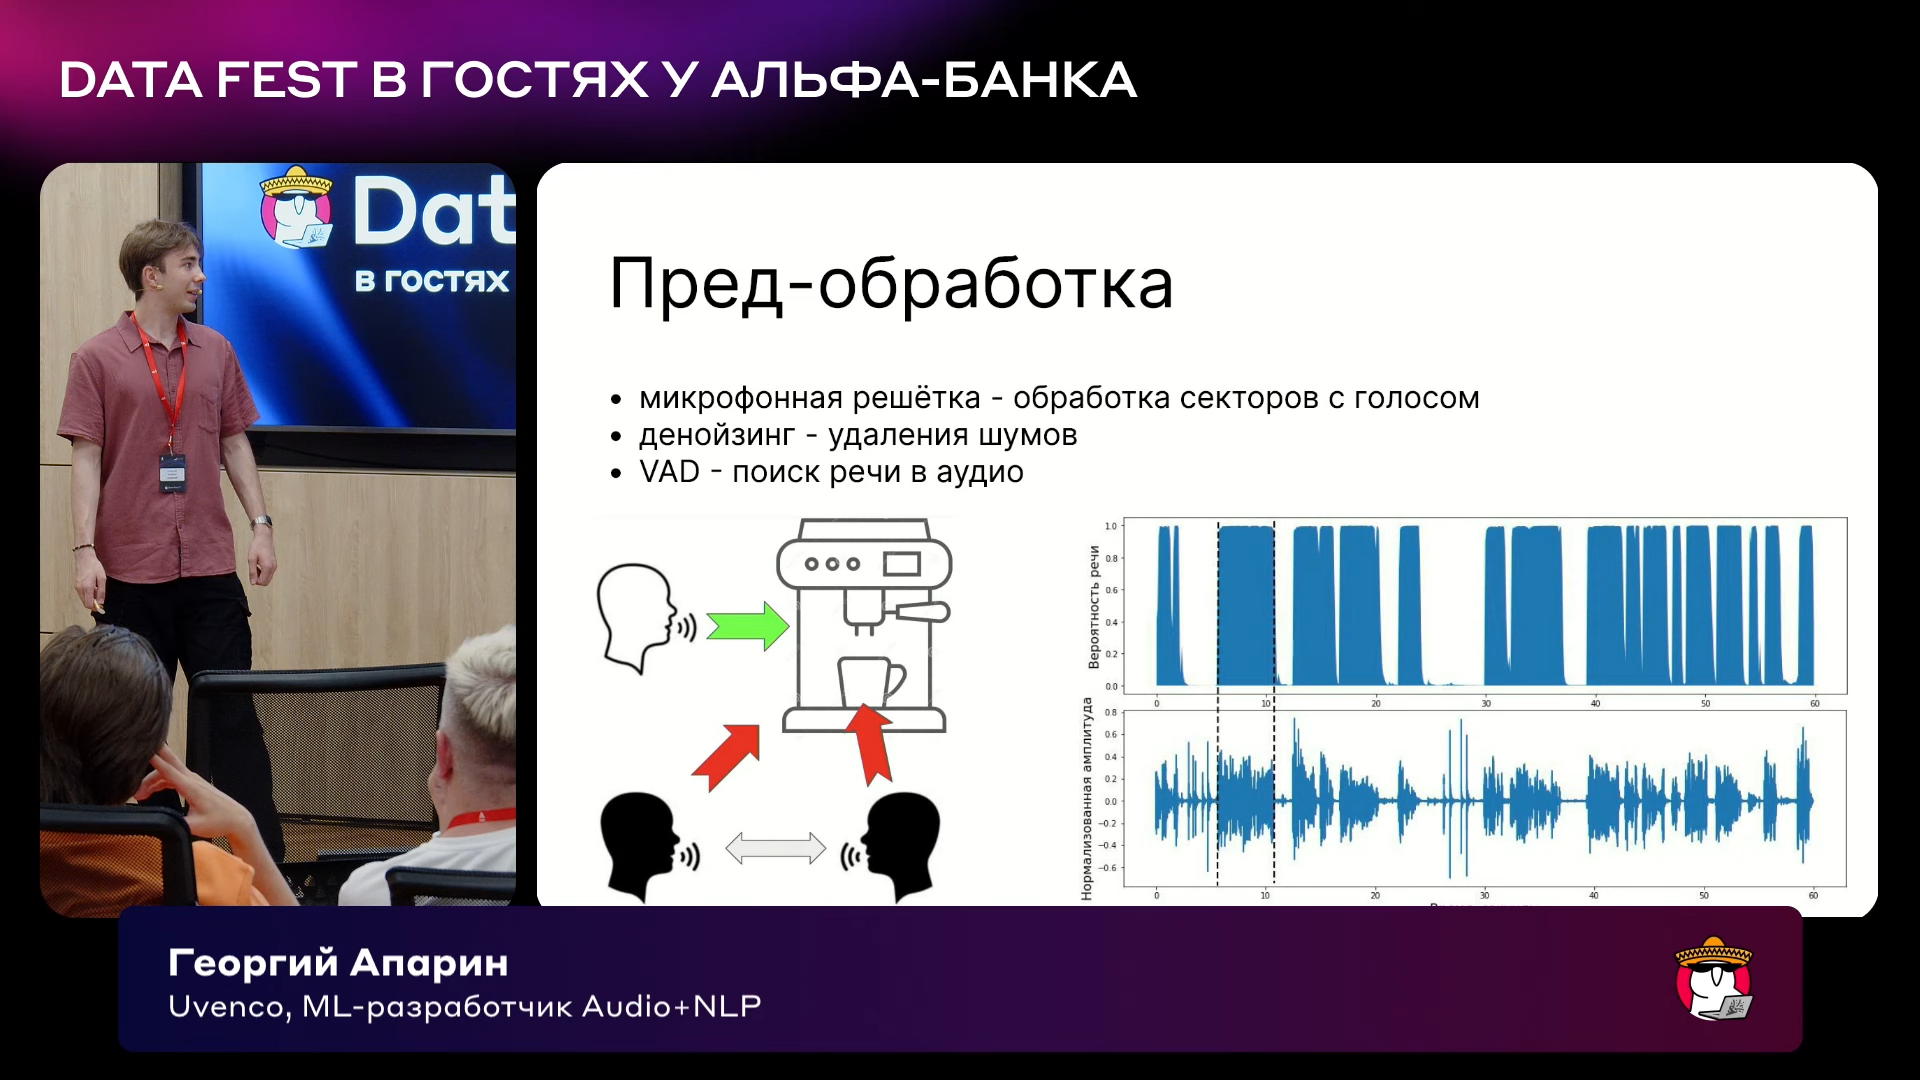 DATA FEST В ГОСТЯХ У АЛЬФА-БАНКА
Dat
в гостях
Пред-обработка
• микрофонная решётка - обработка секторов с голосом
• денойзинг - удаления шумов
• VAD - поиск речи в аудио
Вероятность речи
1.0
0.8
0.6
0.4
0.2
0.0
0 10 20 30 40 50 60
Нормализованная амплитуда
0.8
0.6
0.4
0.2
0.0
−0.2
−0.4
−0.6
0 10 20 30 40 50 60
Георгий Апарин
Uvenco, ML-разработчик Audio+NLP